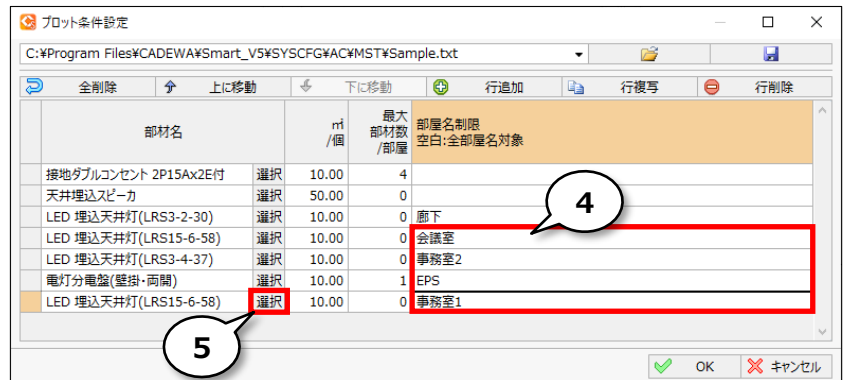 プロット条件設定
C:¥Program Files¥CADEWA¥Smart_V5¥SYSCFG¥AC¥MST¥Sample.txt
全削除 上に移動 下に移動 行追加 行複写 行削除
部材名 ㎡/個 最大部材数/部屋 部屋名制限 空白:全部屋名対象
接地ダブルコンセント 2P15Ax2E付 選択 10.00 4
天井埋込スピーカ 選択 50.00 0
LED 埋込天井灯(LRS3-2-30) 選択 10.00 0 廊下
LED 埋込天井灯(LRS15-6-58) 選択 10.00 0 会議室
LED 埋込天井灯(LRS3-4-37) 選択 10.00 0 事務室2
電灯分電盤(壁掛・両開) 選択 10.00 1 EPS
LED 埋込天井灯(LRS15-6-58) 選択 10.00 0 事務室1
4
5
OK キャンセル